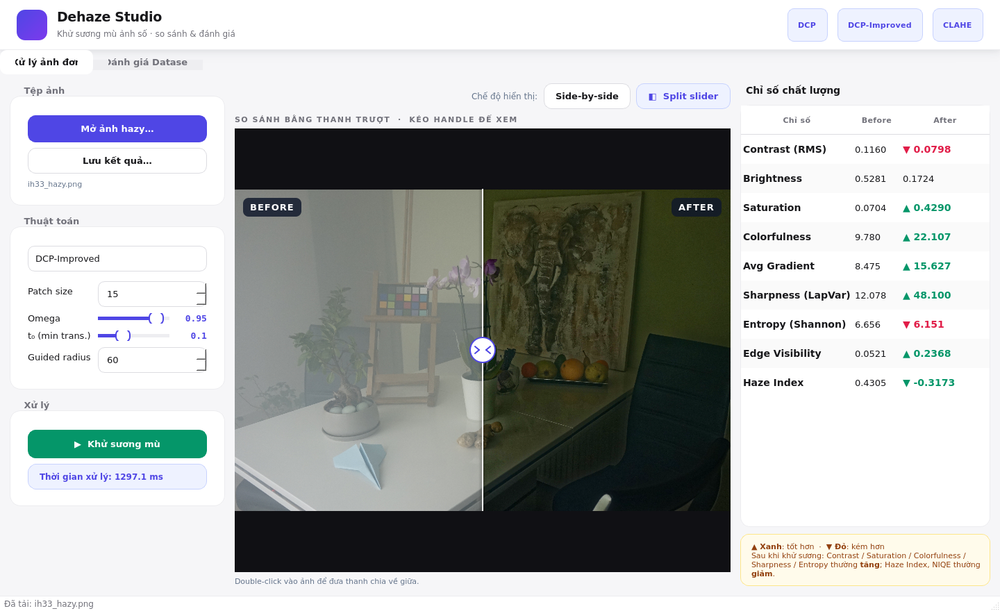 Dehaze Studio
Khử sương mù ảnh số · so sánh & đánh giá
DCP
DCP-Improved
CLAHE
Xử lý ảnh đơn
Đánh giá Datase
Tệp ảnh
Mở ảnh hazy...
Lưu kết quả...
ih33_hazy.png
Thuật toán
DCP-Improved
Patch size 15
Omega 0.95
t₀ (min trans.) 0.1
Guided radius 60
Xử lý
▶ Khử sương mù
Thời gian xử lý: 1297.1 ms
Chế độ hiển thị: Side-by-side Split slider
SO SÁNH BẰNG THANH TRƯỢT · KÉO HANDLE ĐỂ XEM
BEFORE
AFTER
Double-click vào ảnh để đưa thanh chia về giữa.
Chỉ số chất lượng
Chỉ số Before After
Contrast (RMS) 0.1160 ▼ 0.0798
Brightness 0.5281 0.1724
Saturation 0.0704 ▲ 0.4290
Colorfulness 9.780 ▲ 22.107
Avg Gradient 8.475 ▲ 15.627
Sharpness (LapVar) 12.078 ▲ 48.100
Entropy (Shannon) 6.656 ▼ 6.151
Edge Visibility 0.0521 ▲ 0.2368
Haze Index 0.4305 ▼ -0.3173
▲ Xanh: tốt hơn · ▼ Đỏ: kém hơn
Sau khi khử sương: Contrast / Saturation / Colorfulness /
Sharpness / Entropy thường tăng; Haze Index, NIQE thường
giảm.
Đã tải: ih33_hazy.png